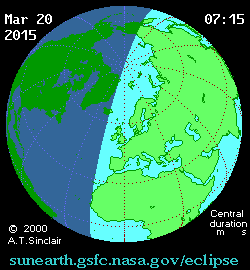 Mar 20 07:15
2015
Central
© 2000 duration
A.T.Sinclair m s
sunearth.gsfc.nasa.gov/eclipse